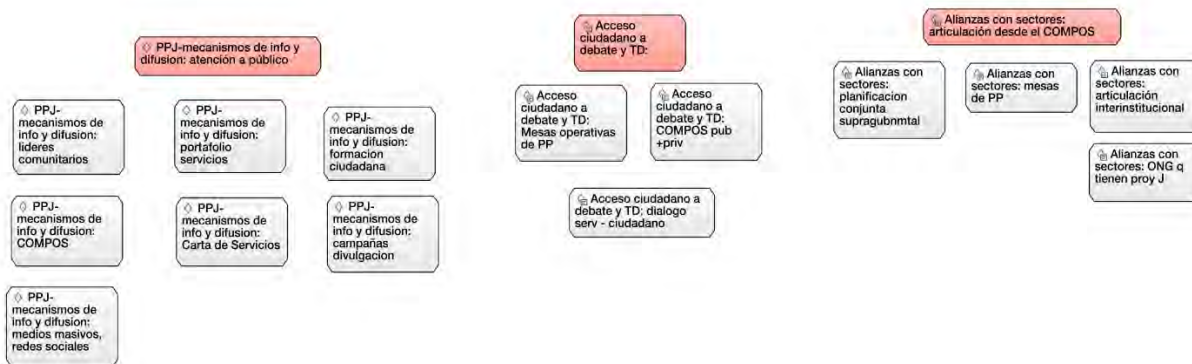 PPJ-mecanismos de info y
difusion: atención a público
PPJ-
mecanismos de
info y difusion:
lideres
comunitarios
PPJ-
mecanismos de
info y difusion:
portafolio
servicios
PPJ-
mecanismos de
info y difusion:
formacion
ciudadana
PPJ-
mecanismos de
info y difusion:
COMPOS
PPJ-
mecanismos de
info y difusion:
Carta de Servicios
PPJ-
mecanismos de
info y difusion:
campañas
divulgacion
PPJ-
mecanismos de
info y difusion:
medios masivos,
redes sociales
Acceso
ciudadano a
debate y TD:
Acceso
ciudadano a
debate y TD:
Mesas operativas
de PP
Acceso
ciudadano a
debate y TD:
COMPOS pub
+priv
Acceso ciudadano a
debate y TD: dialogo
serv - ciudadano
Alianzas con sectores:
articulación desde el COMPOS
Alianzas con
sectores:
planificacion
conjunta
supragubnmtal
Alianzas con
sectores: mesas
de PP
Alianzas con
sectores:
articulación
interinstitucional
Alianzas con
sectores: ONG q
tienen proy J